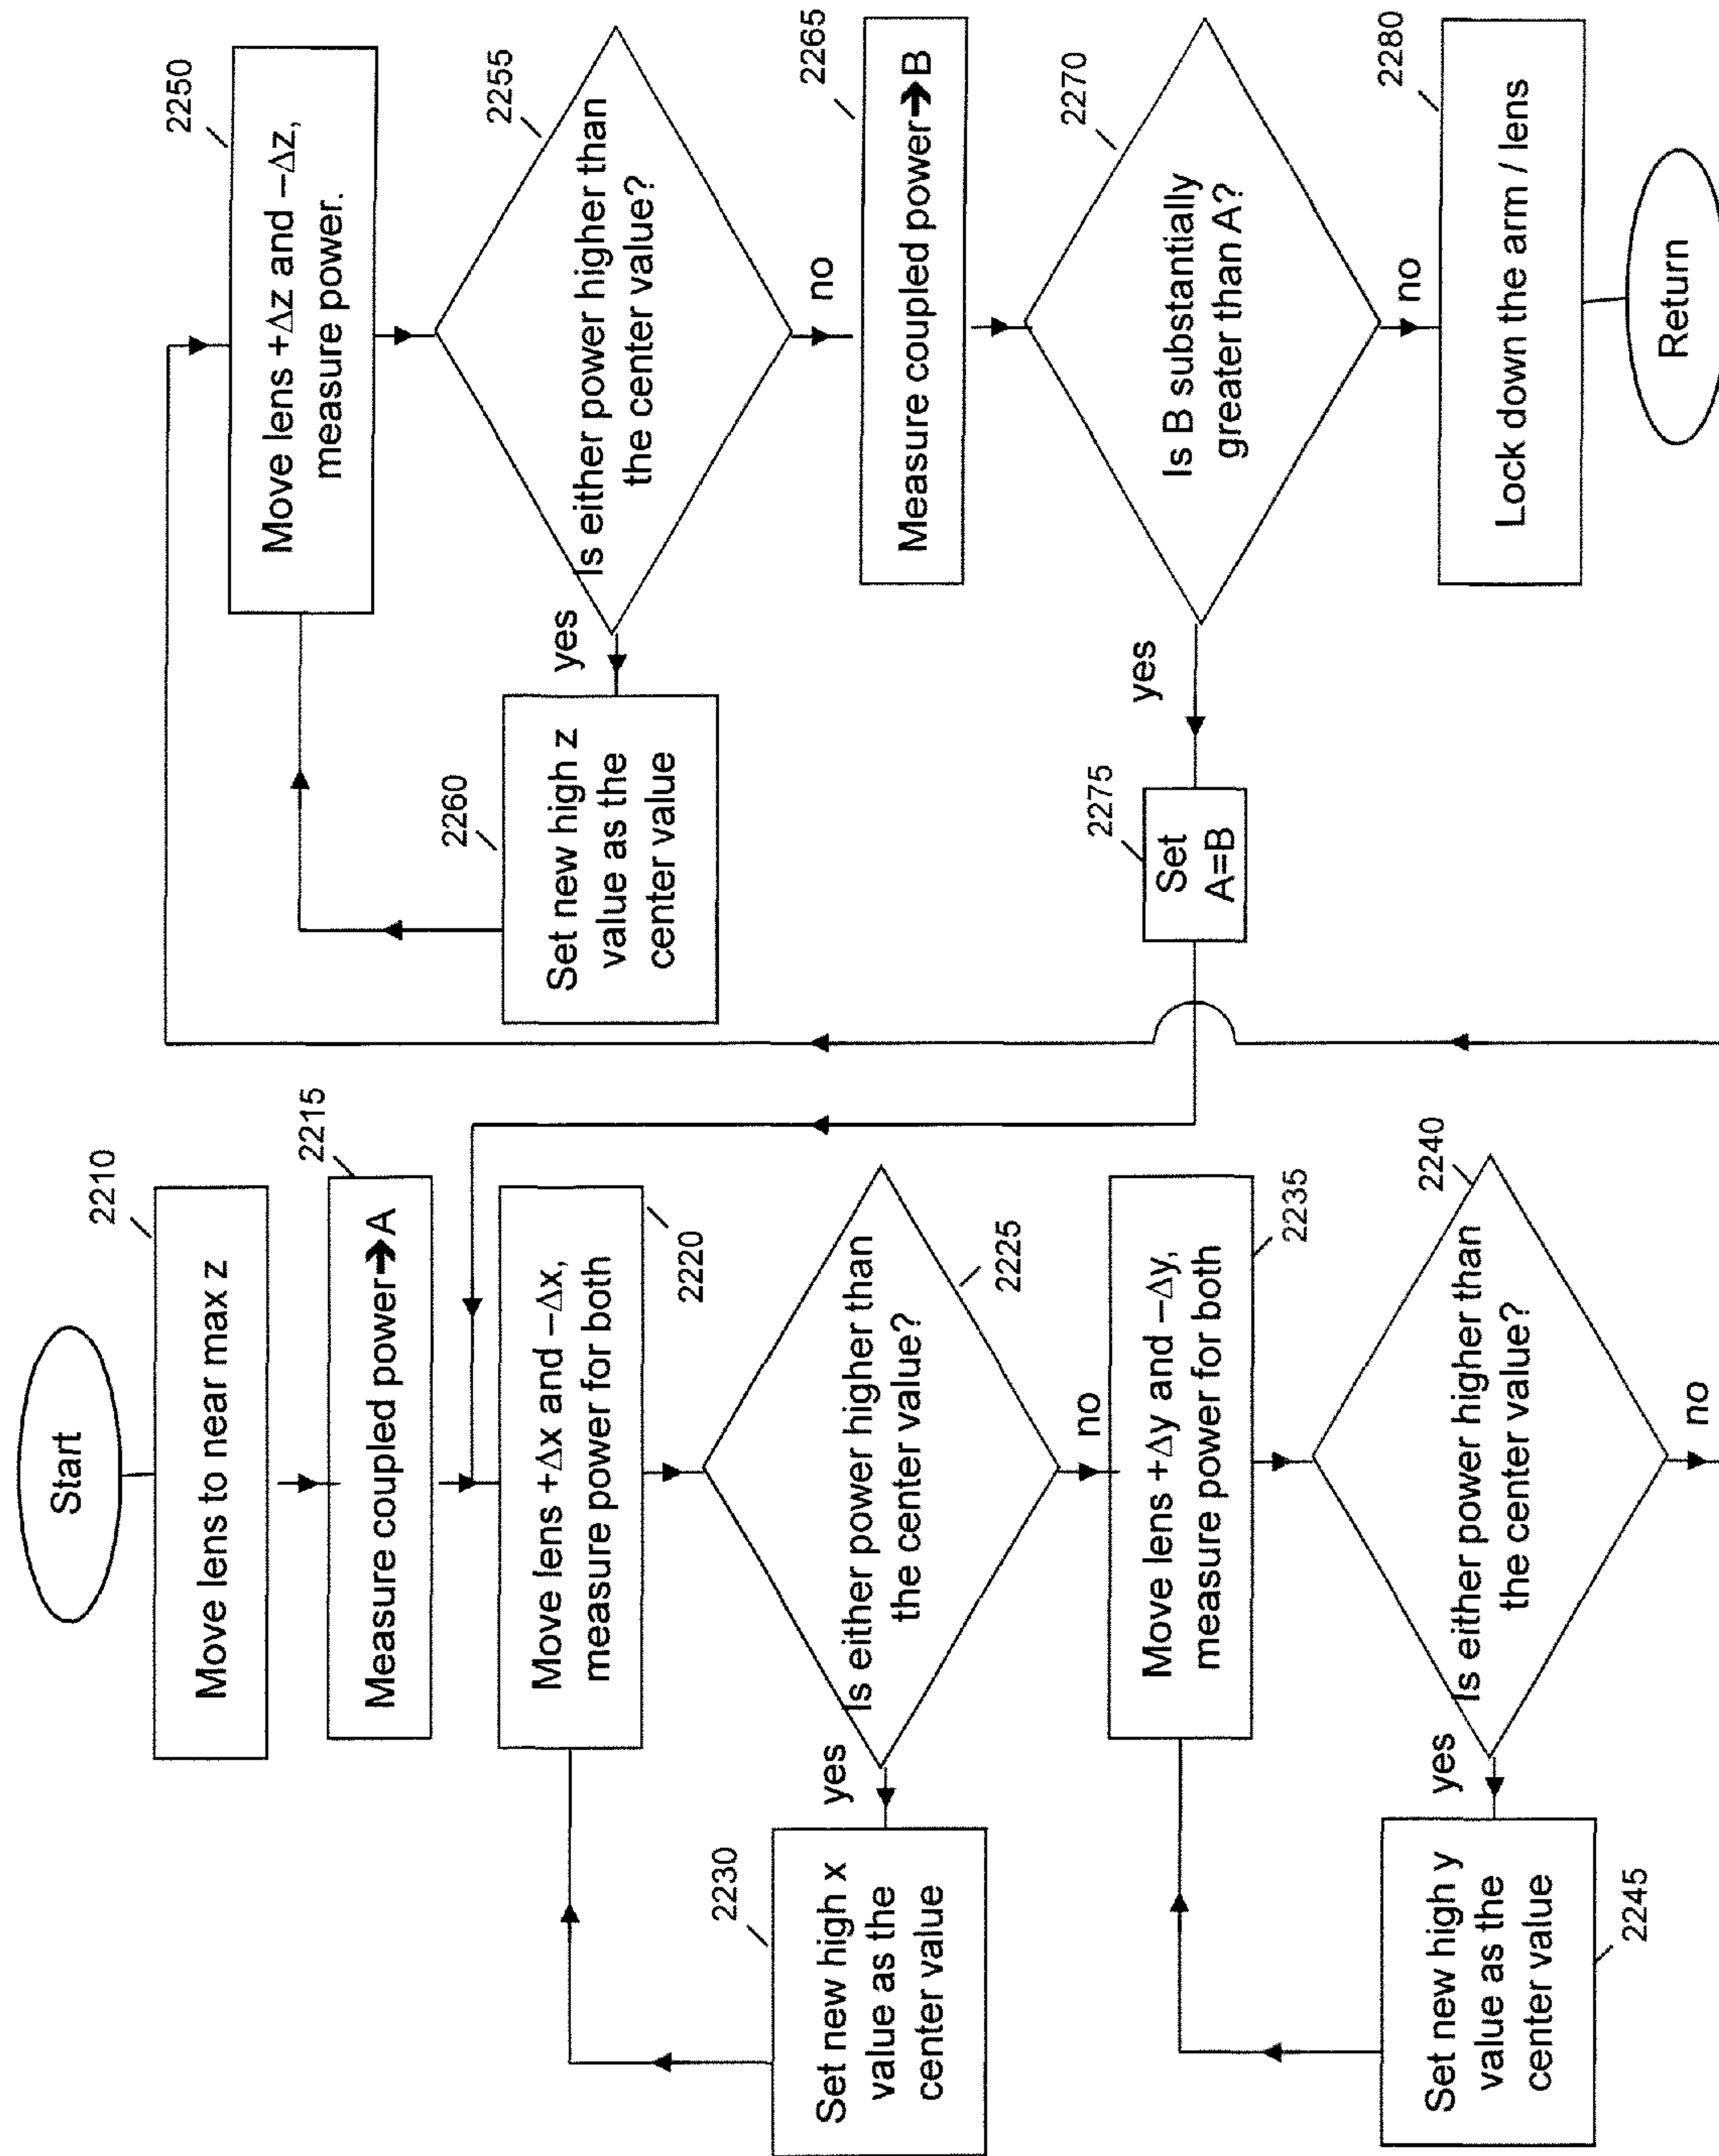 Start
2210
Move lens to near max z
2215
Measure coupled power➔A
Move lens +Δx and −Δx,
measure power for both
2220
Is either power higher than
the center value?
2225
yes
no
2230
Set new high x
value as the
center value
Move lens +Δy and −Δy,
measure power for both
2235
2240
Is either power higher than
the center value?
yes
no
Set new high y
value as the
center value
2245
2250
Move lens +Δz and −Δz,
measure power.
2255
Is either power higher than
the center value?
yes
no
2260
Set new high z
value as the
center value
2265
Measure coupled power➔B
2270
Is B substantially
greater than A?
yes
no
2275
Set
A=B
2280
Lock down the arm / lens
Return